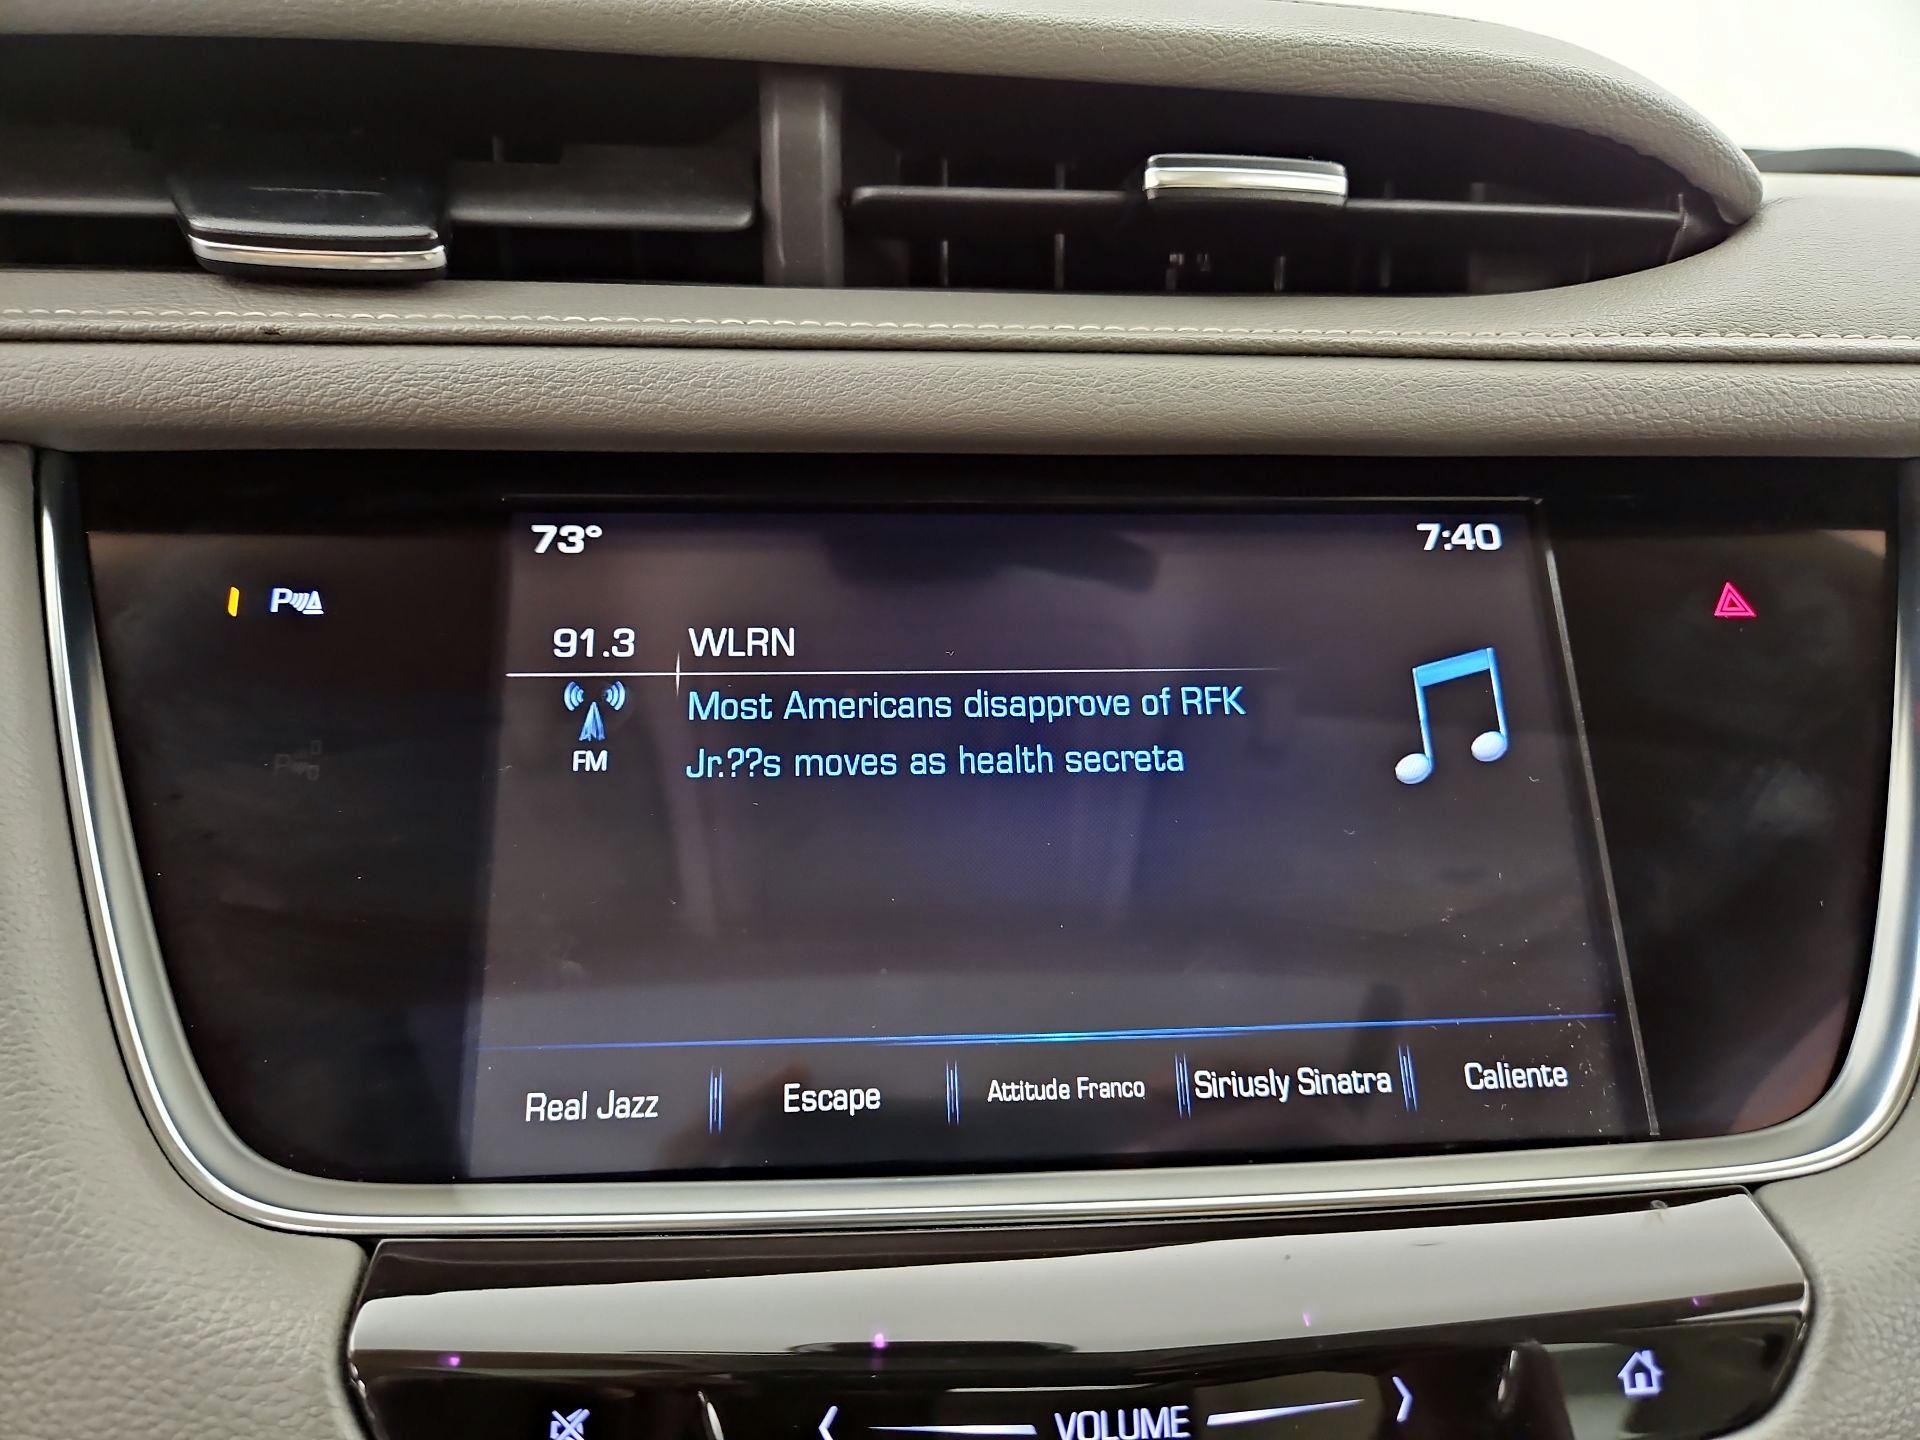 73° 7:40
P
91.3 WLRN
Most Americans disapprove of RFK
FM Jr.??s moves as health secreta
Real Jazz Escape Attitude Franco Siriusly Sinatra Caliente
VOLUME